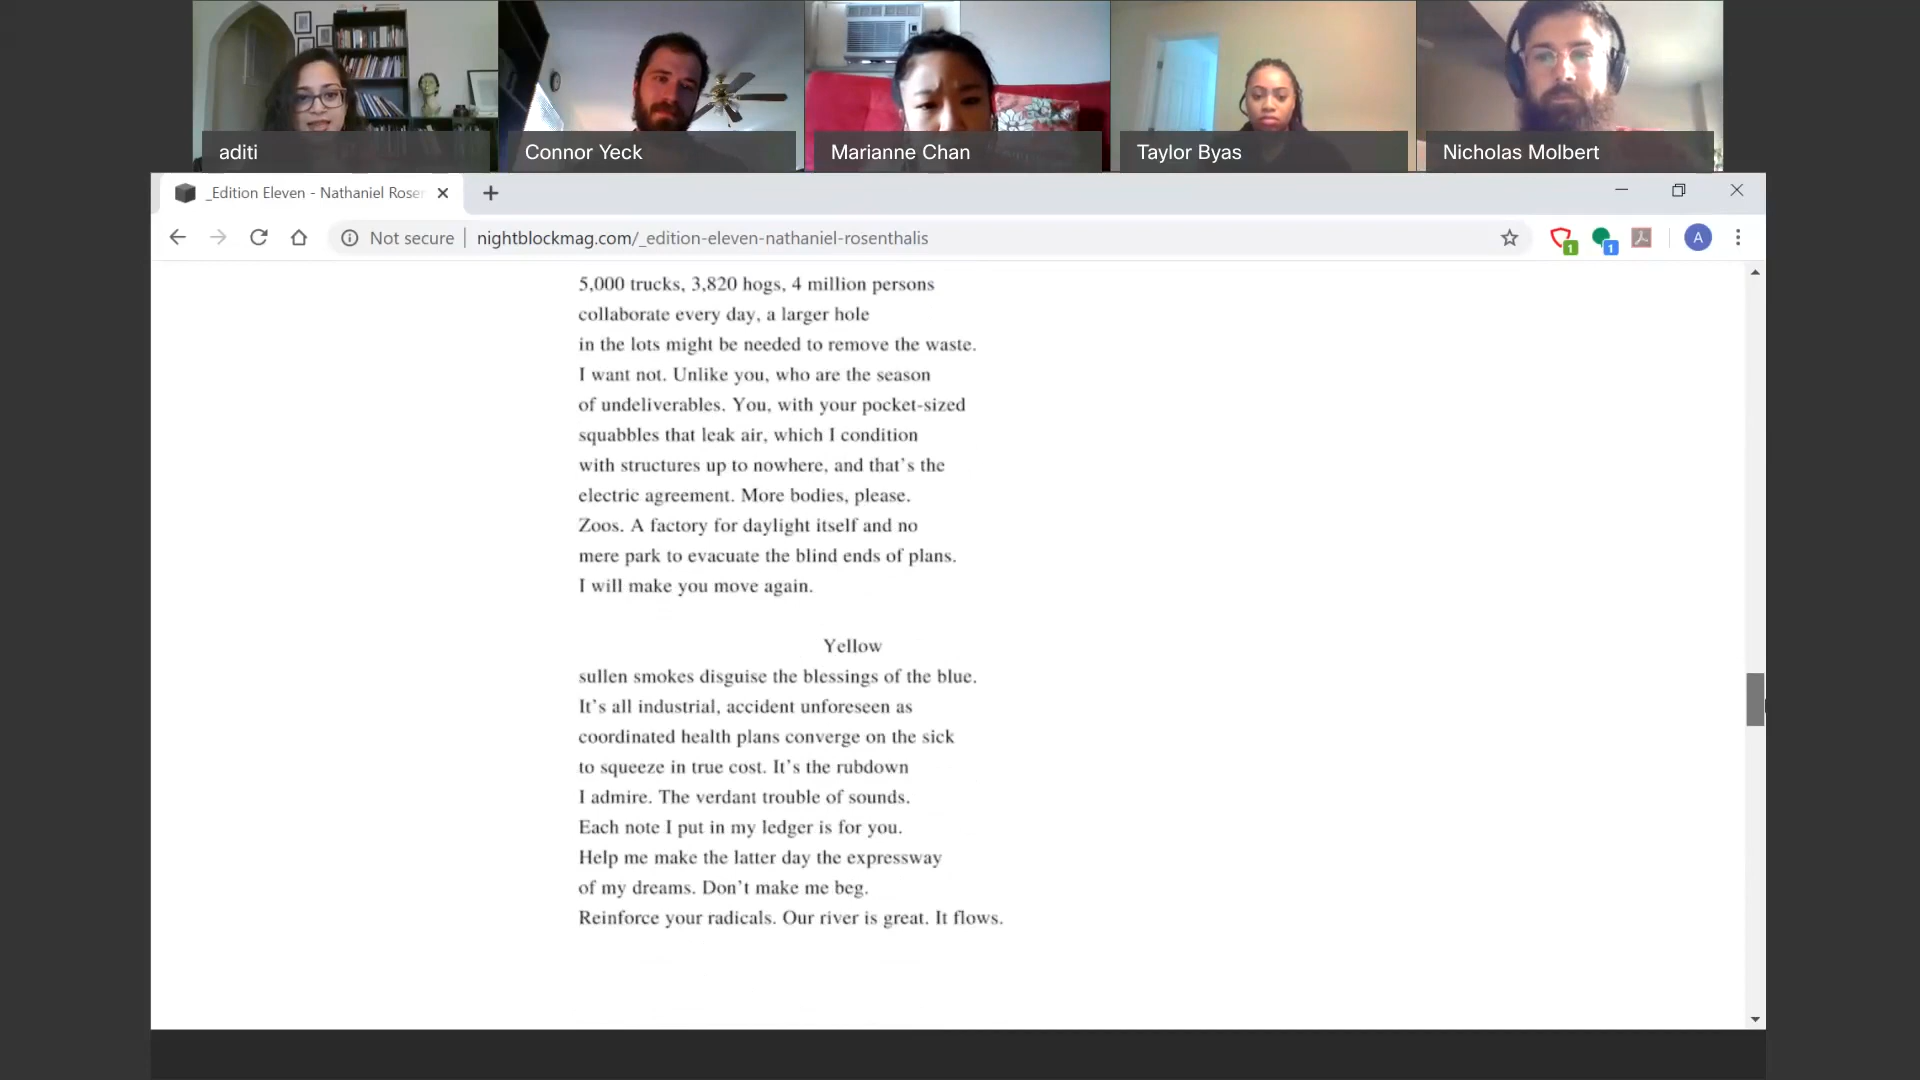 aditi
Connor Yeck
Marianne Chan
Taylor Byas
Nicholas Molbert
_Edition Eleven - Nathaniel Rosen
Not secure
nightblockmag.com/_edition-eleven-nathaniel-rosenthalis
1
1
A
5,000 trucks, 3,820 hogs, 4 million persons
collaborate every day, a larger hole
in the lots might be needed to remove the waste.
I want not. Unlike you, who are the season
of undeliverables. You, with your pocket-sized
squabbles that leak air, which I condition
with structures up to nowhere, and that's the
electric agreement. More bodies, please.
Zoos. A factory for daylight itself and no
mere park to evacuate the blind ends of plans.
I will make you move again.
Yellow
sullen smokes disguise the blessings of the blue.
It's all industrial, accident unforeseen as
coordinated health plans converge on the sick
to squeeze in true cost. It's the rubdown
I admire. The verdant trouble of sounds.
Each note I put in my ledger is for you.
Help me make the latter day the expressway
of my dreams. Don't make me beg.
Reinforce your radicals. Our river is great. It flows.